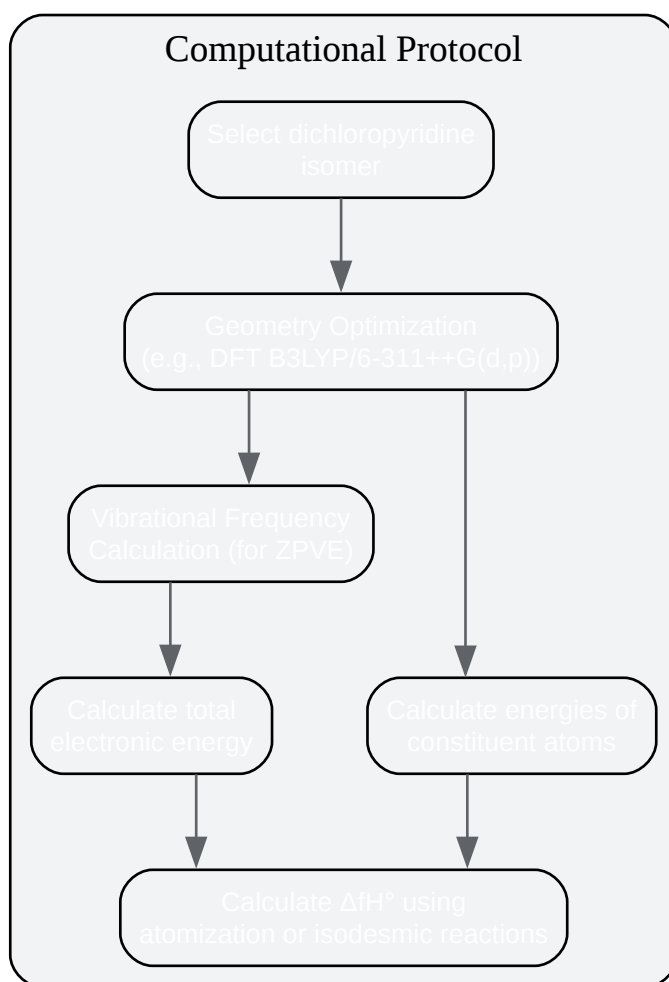 Computational Protocol
Select dichloropyridine
isomer
Geometry Optimization
(e.g., DFT B3LYP/6-311++G(d,p))
Vibrational Frequency
Calculation (for ZPVE)
Calculate total
electronic energy
Calculate energies of
constituent atoms
Calculate ΔfH° using
atomization or isodesmic reactions